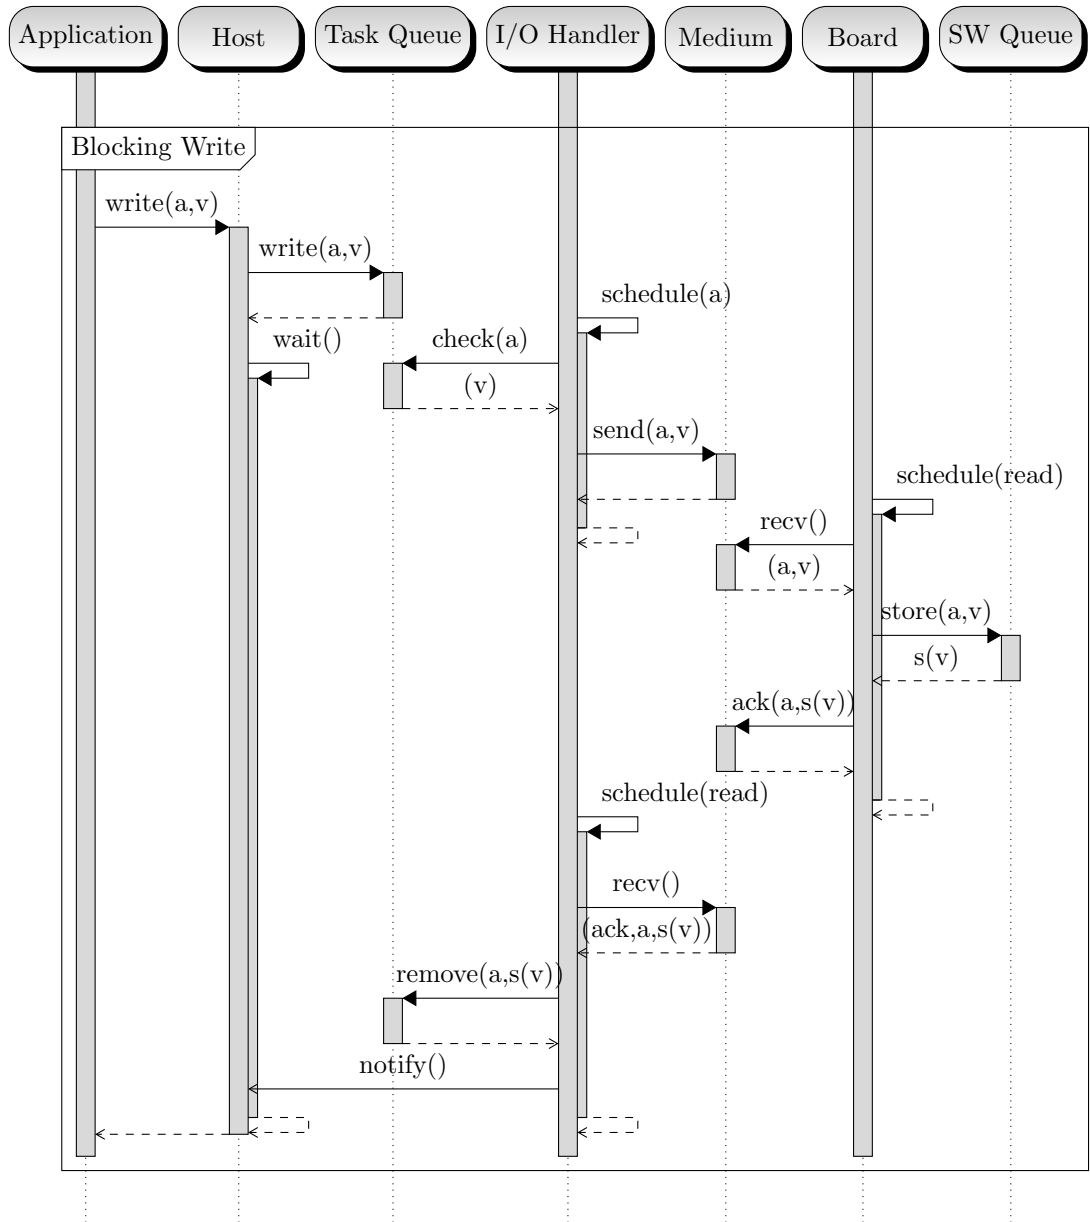 Application
Host
Task Queue
I/O Handler
Medium
Board
SW Queue
Blocking Write
write(a,v)
write(a,v)
schedule(a)
wait()
check(a)
(v)
send(a,v)
schedule(read)
recv()
(a,v)
store(a,v)
s(v)
ack(a,s(v))
schedule(read)
recv()
(ack,a,s(v))
remove(a,s(v))
notify()